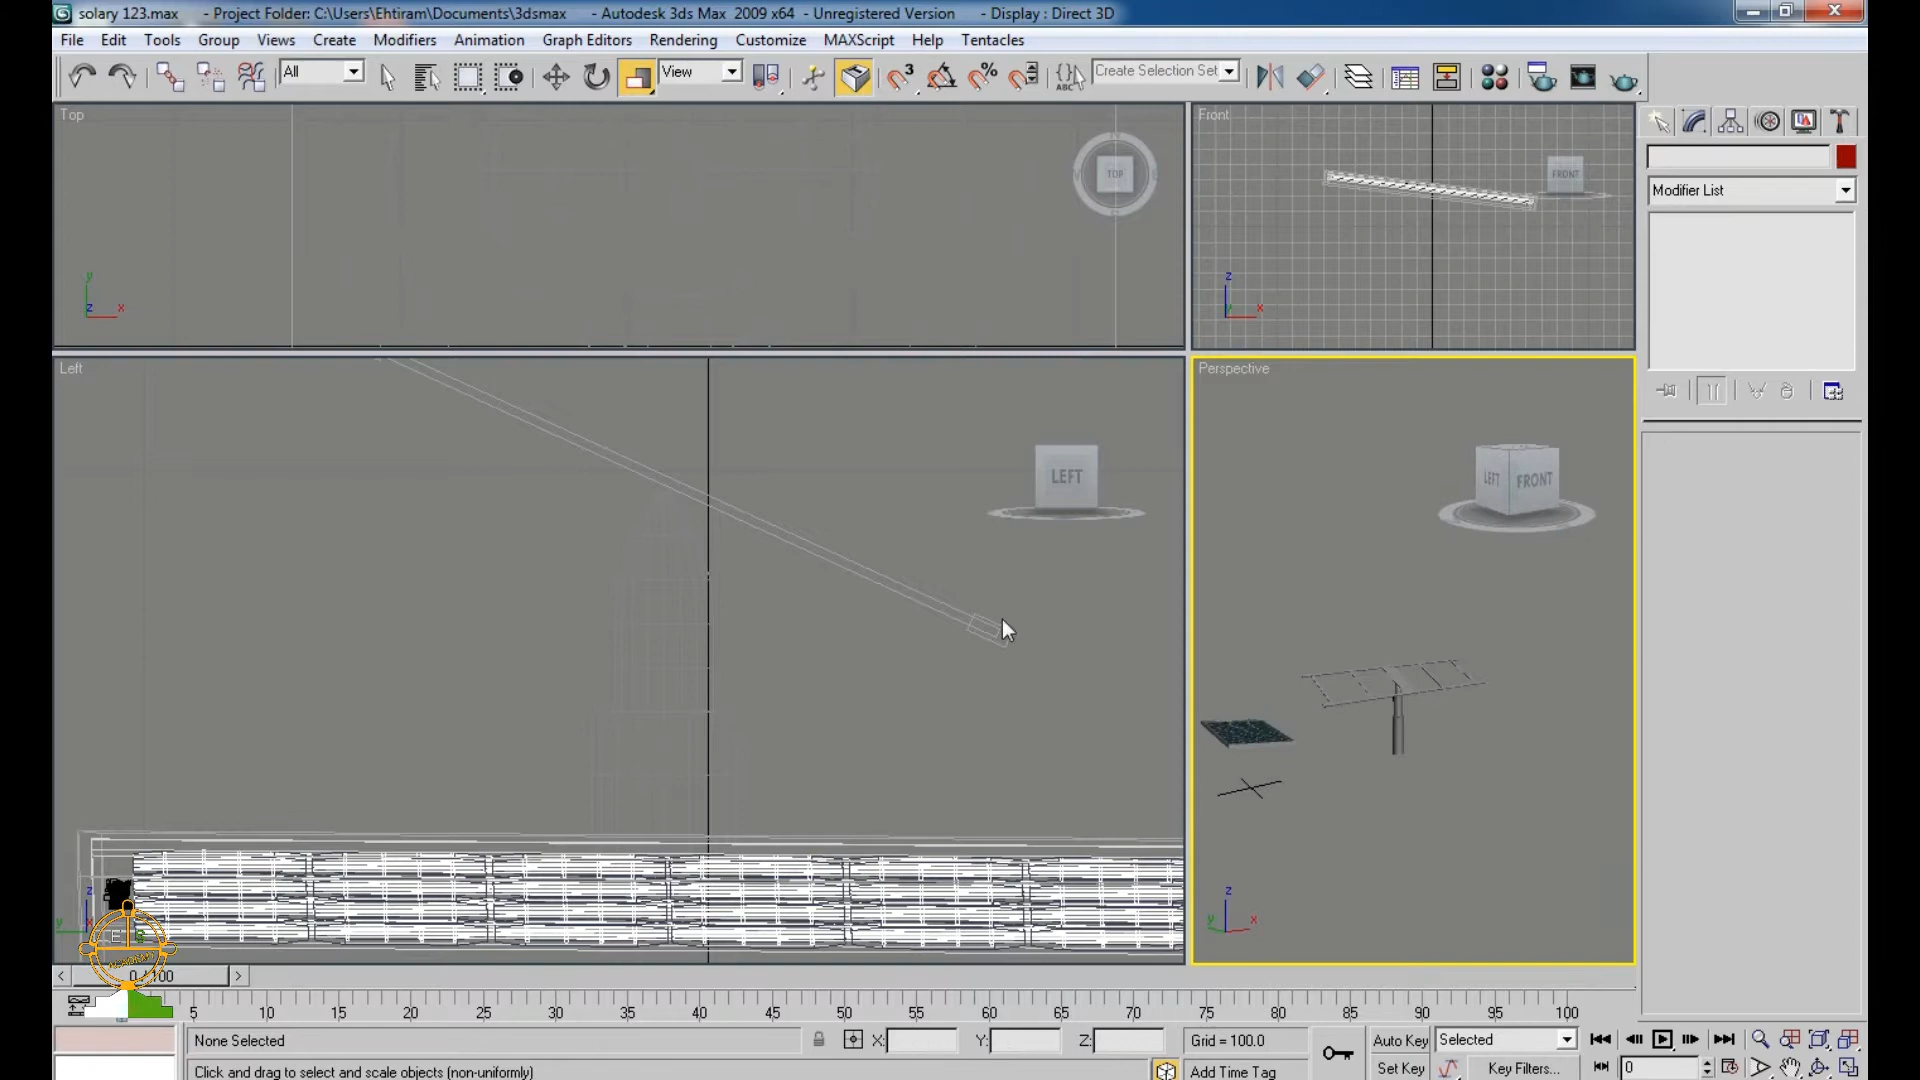 solary 123.max - Project Folder: C:\Users\Ehtiram\Documents\3dsmax - Autodesk 3ds Max 2009 x64 - Unregistered Version - Display : Direct 3D
File Edit Tools Group Views Create Modifiers Animation Graph Editors Rendering Customize MAXScript Help Tentacles
All View Create Selection Set
Top TOP
Front FRONT
Modifier List
Left LEFT
Perspective LEFT FRONT
z y x
0 / 100
5 10 15 20 25 30 35 40 45 50 55 60 65 70 75 80 85 90 95 100
None Selected X: Y: Z: Grid = 100.0 Auto Key Selected
Click and drag to select and scale objects (non-uniformly) Add Time Tag Set Key Key Filters... 0